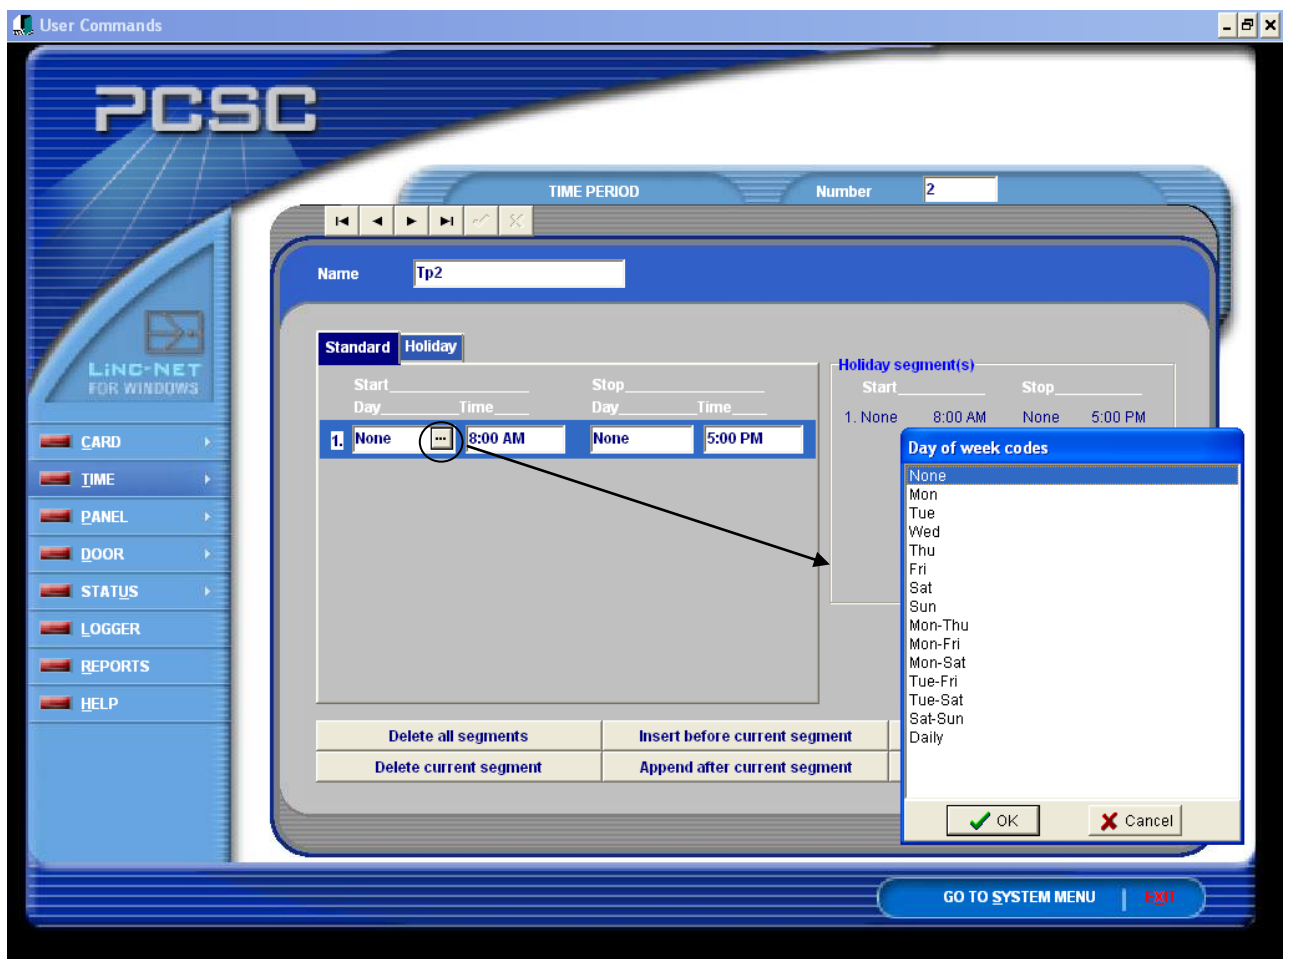 User Commands
PCSC
TIME PERIOD
Number 2
Name Tp2
LiNC-NET
FOR WINDOWS
CARD
TIME
PANEL
DOOR
STATUS
LOGGER
REPORTS
HELP
Standard Holiday
Start Stop
Day Time Day Time
1. None ... 8:00 AM None 5:00 PM
Holiday segment(s)
Start Stop
1. None 8:00 AM None 5:00 PM
Delete all segments Insert before current segment
Delete current segment Append after current segment
Day of week codes
None
Mon
Tue
Wed
Thu
Fri
Sat
Sun
Mon-Thu
Mon-Fri
Mon-Sat
Tue-Fri
Tue-Sat
Sat-Sun
Daily
OK Cancel
GO TO SYSTEM MENU | EXIT